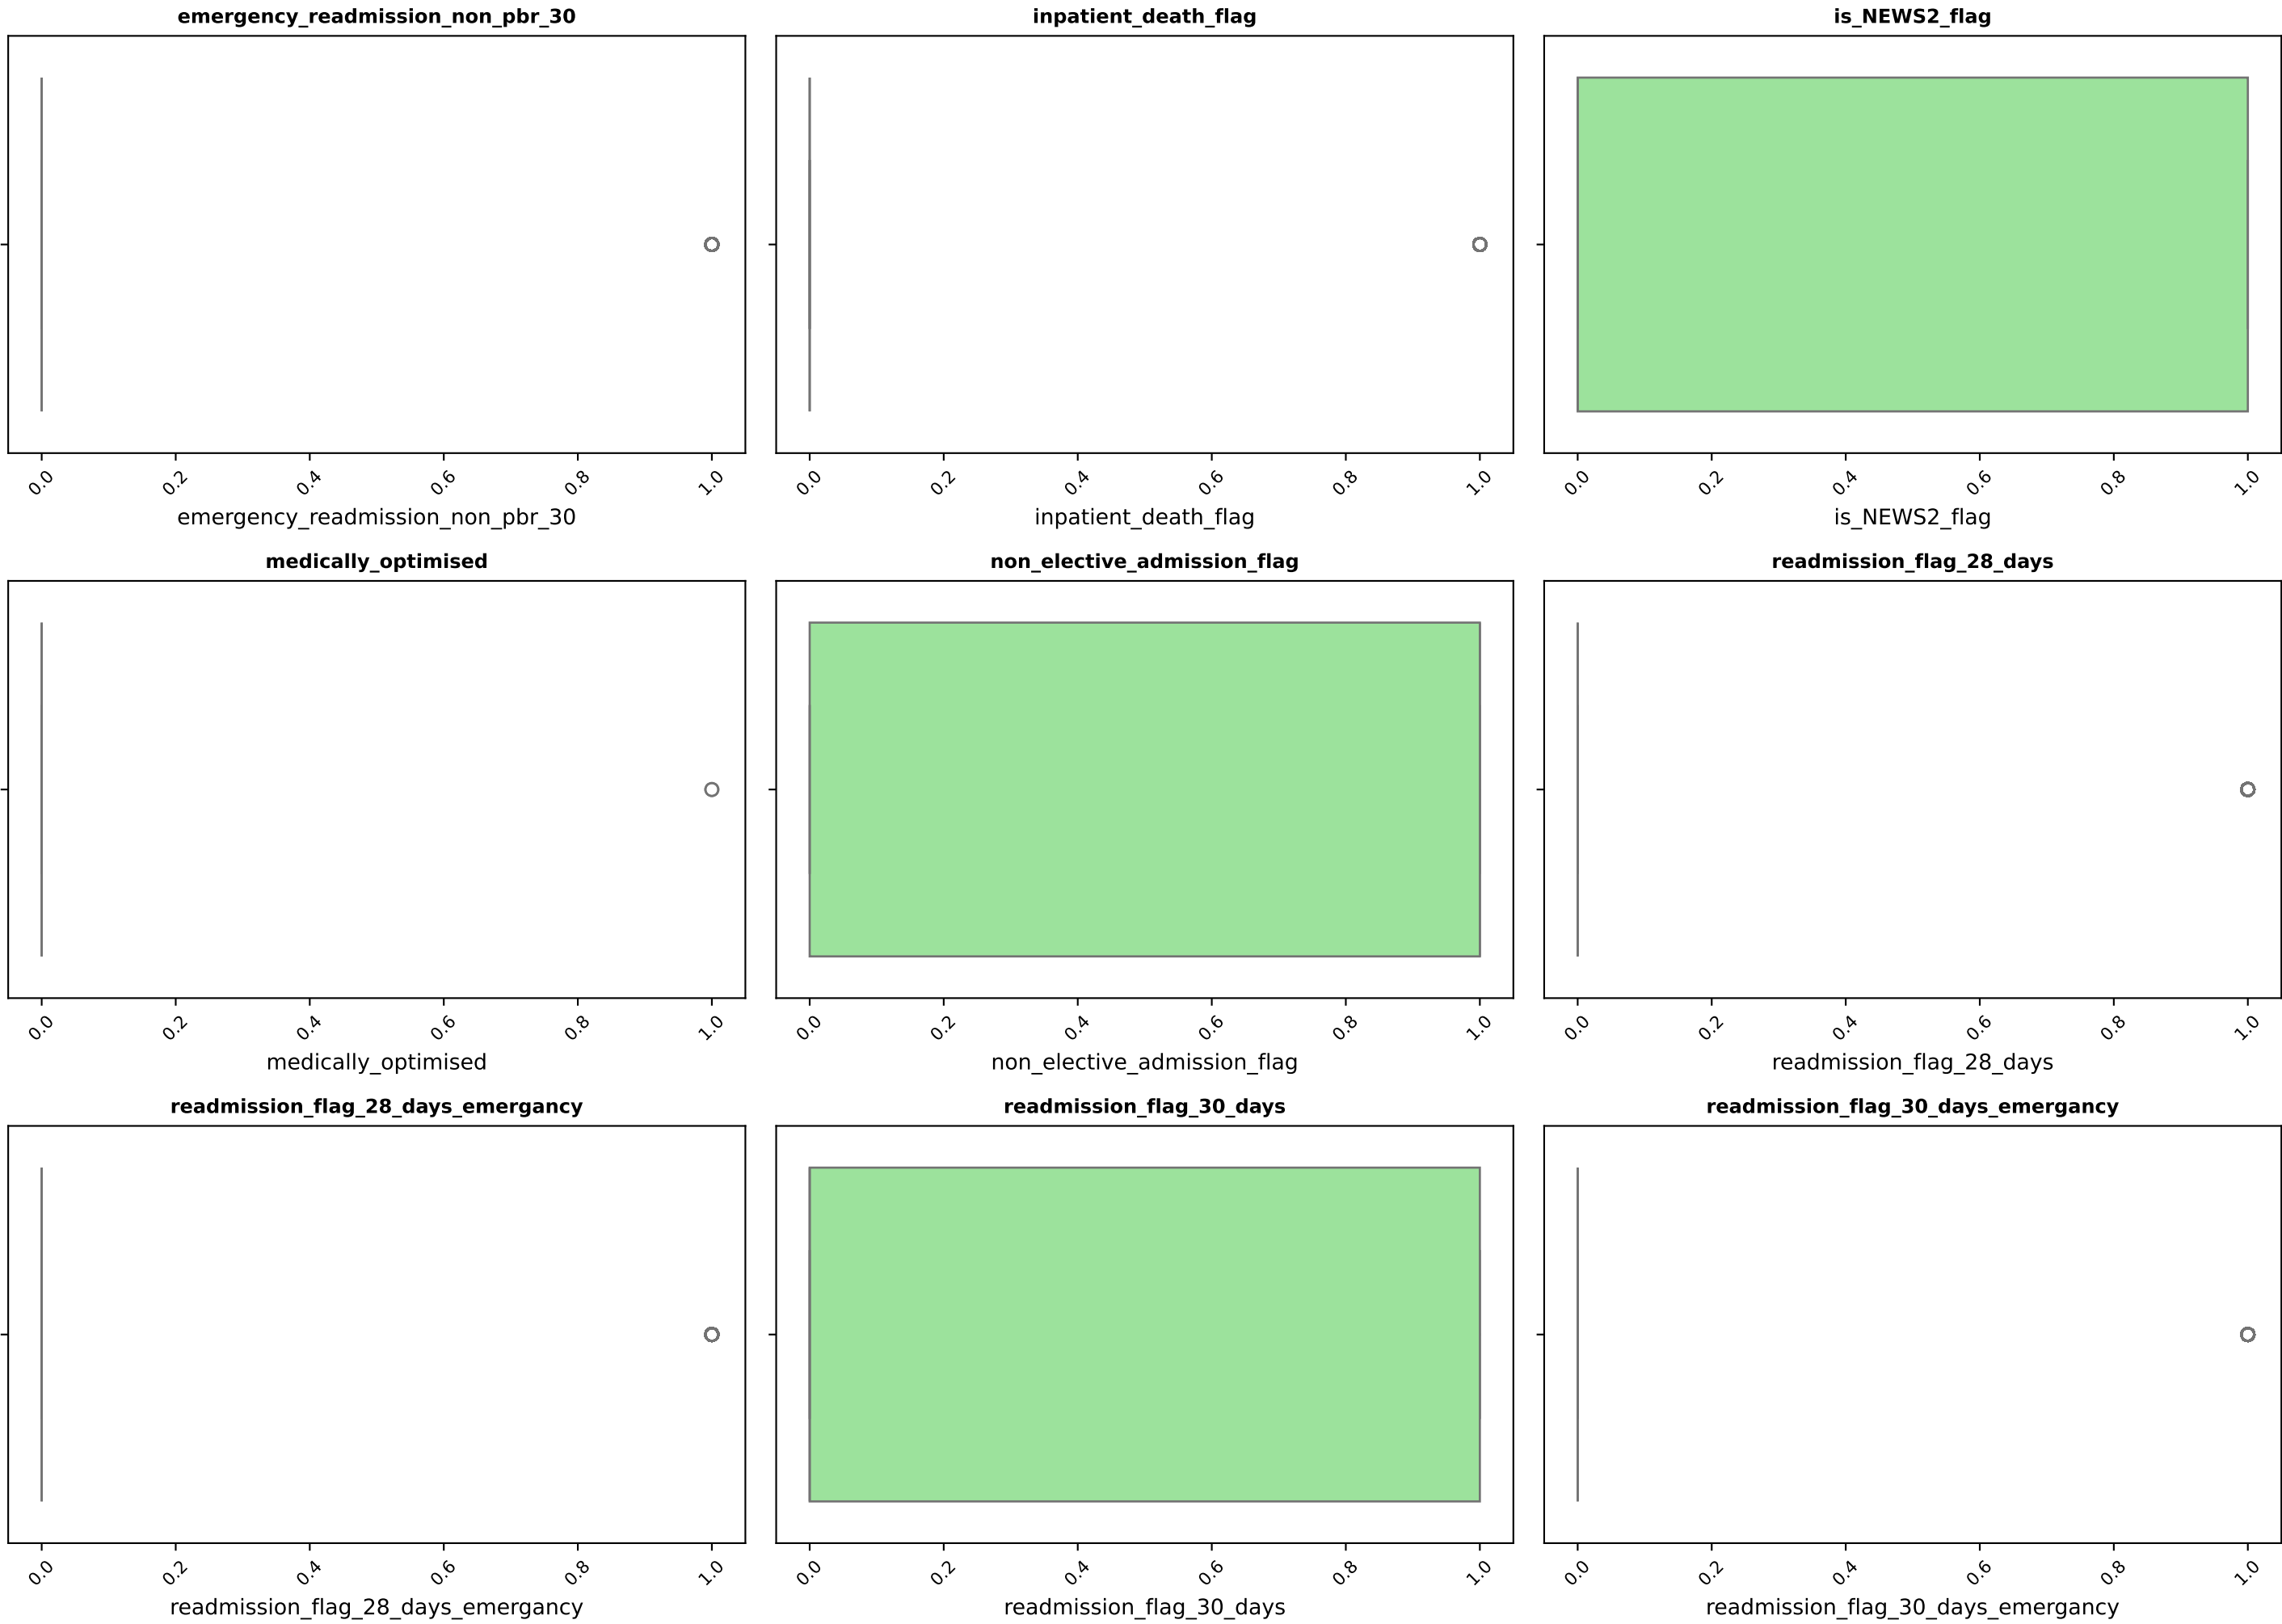 emergency_readmission_non_pbr_30 inpatient_death_flag is_NEWS2_flag
0.0 0.2 0.4 0.6 0.8 1.0 0.0 0.2 0.4 0.6 0.8 1.0 0.0 0.2 0.4 0.6 0.8 1.0
emergency_readmission_non_pbr_30 inpatient_death_flag is_NEWS2_flag
medically_optimised non_elective_admission_flag readmission_flag_28_days
0.0 0.2 0.4 0.6 0.8 1.0 0.0 0.2 0.4 0.6 0.8 1.0 0.0 0.2 0.4 0.6 0.8 1.0
medically_optimised non_elective_admission_flag readmission_flag_28_days
readmission_flag_28_days_emergancy readmission_flag_30_days readmission_flag_30_days_emergancy
0.0 0.2 0.4 0.6 0.8 1.0 0.0 0.2 0.4 0.6 0.8 1.0 0.0 0.2 0.4 0.6 0.8 1.0
readmission_flag_28_days_emergancy readmission_flag_30_days readmission_flag_30_days_emergancy